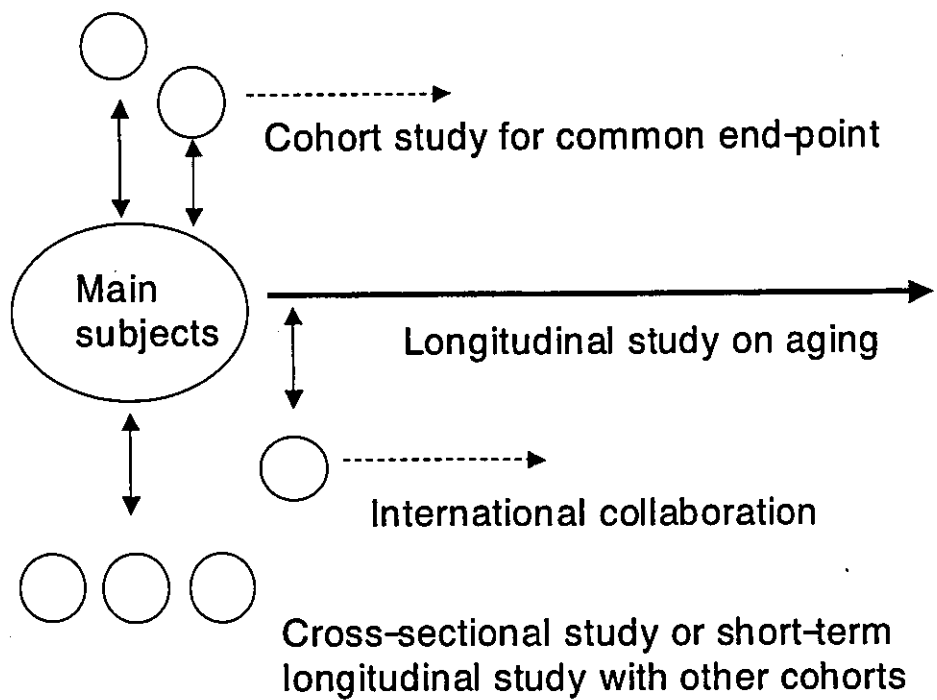 Cohort study for common end-point
Main
subjects
Longitudinal study on aging
International collaboration
Cross-sectional study or short-term
longitudinal study with other cohorts